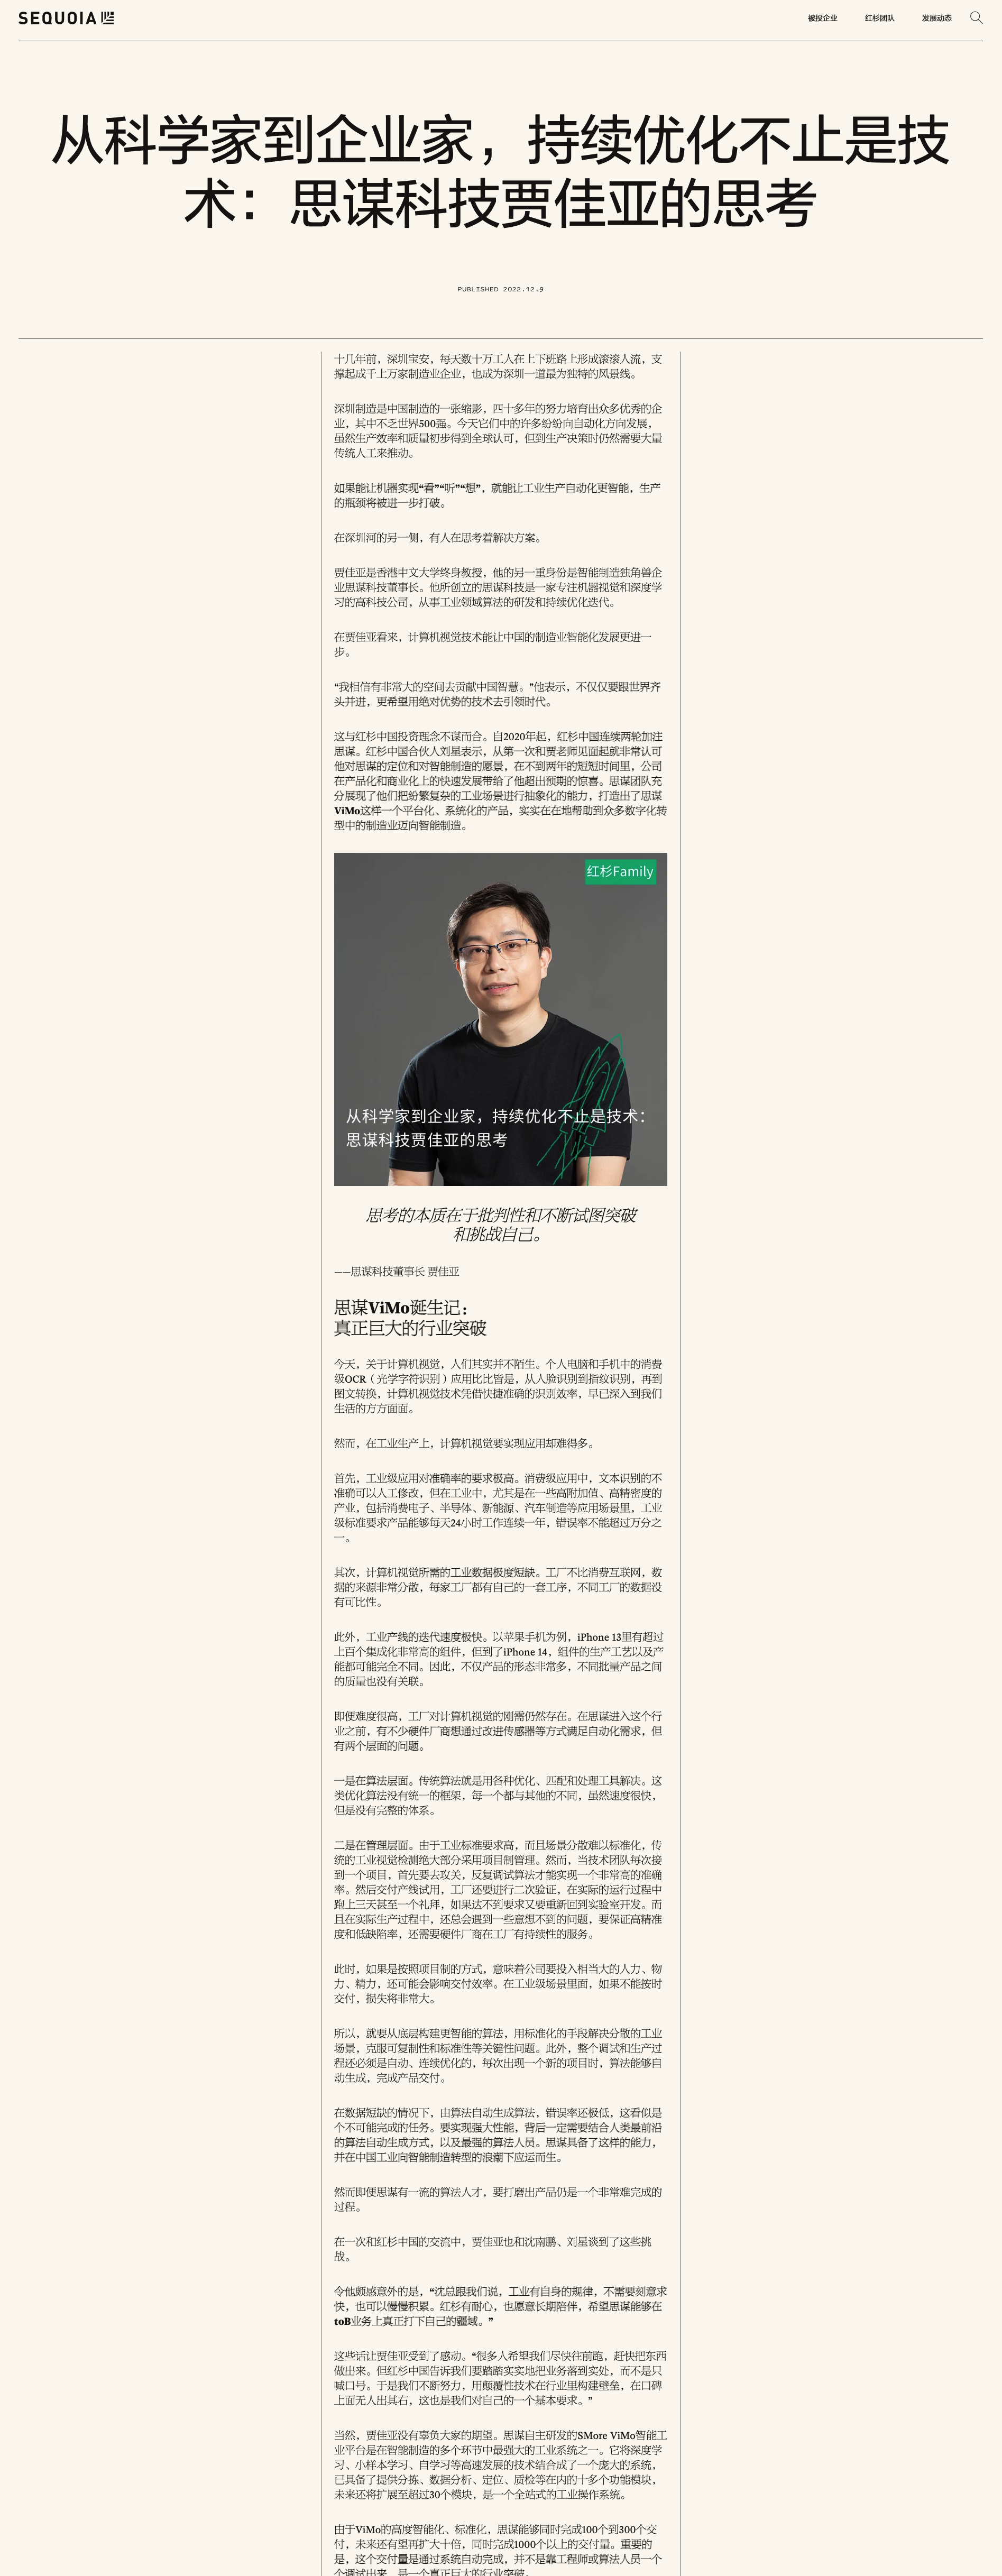 SEQUOIA
被投企业
红杉团队
发展动态
从科学家到企业家，持续优化不止是技
术：思谋科技贾佳亚的思考
PUBLISHED 2022.12.9
十几年前，深圳宝安，每天数十万工人在上下班路上形成滚滚人流，支
撑起成千上万家制造业企业，也成为深圳一道最为独特的风景线。
深圳制造是中国制造的一张缩影，四十多年的努力培育出众多优秀的企
业，其中不乏世界500强。今天它们中的许多纷纷向自动化方向发展，
虽然生产效率和质量初步得到全球认可，但到生产决策时仍然需要大量
传统人工来推动。
如果能让机器实现“看”“听”“想”，就能让工业生产自动化更智能，生产
的瓶颈将被进一步打破。
在深圳河的另一侧，有人在思考着解决方案。
贾佳亚是香港中文大学终身教授，他的另一重身份是智能制造独角兽企
业思谋科技董事长。他所创立的思谋科技是一家专注机器视觉和深度学
习的高科技公司，从事工业领域算法的研发和持续优化迭代。
在贾佳亚看来，计算机视觉技术能让中国的制造业智能化发展更进一
步。
“我相信有非常大的空间去贡献中国智慧。”他表示，不仅仅要跟世界齐
头并进，更希望用绝对优势的技术去引领时代。
这与红杉中国投资理念不谋而合。自2020年起，红杉中国连续两轮加注
思谋。红杉中国合伙人刘星表示，从第一次和贾老师见面起就非常认可
他对思谋的定位和对智能制造的愿景，在不到两年的短短时间里，公司
在产品化和商业化上的快速发展带给了他超出预期的惊喜。思谋团队充
分展现了他们把纷繁复杂的工业场景进行抽象化的能力，打造出了思谋
ViMo这样一个平台化、系统化的产品，实实在在地帮助到众多数字化转
型中的制造业迈向智能制造。
红杉Family
从科学家到企业家，持续优化不止是技术：
思谋科技贾佳亚的思考
思考的本质在于批判性和不断试图突破
和挑战自己。
——思谋科技董事长 贾佳亚
思谋ViMo诞生记：
真正巨大的行业突破
今天，关于计算机视觉，人们其实并不陌生。个人电脑和手机中的消费
级OCR（光学字符识别）应用比比皆是，从人脸识别到指纹识别，再到
图文转换，计算机视觉技术凭借快捷准确的识别效率，早已深入到我们
生活的方方面面。
然而，在工业生产上，计算机视觉要实现应用却难得多。
首先，工业级应用对准确率的要求极高。消费级应用中，文本识别的不
准确可以人工修改，但在工业中，尤其是在一些高附加值、高精密度的
产业，包括消费电子、半导体、新能源、汽车制造等应用场景里，工业
级标准要求产品能够每天24小时工作连续一年，错误率不能超过万分之
一。
其次，计算机视觉所需的工业数据极度短缺。工厂不比消费互联网，数
据的来源非常分散，每家工厂都有自己的一套工序，不同工厂的数据没
有可比性。
此外，工业产线的迭代速度极快。以苹果手机为例，iPhone 13里有超过
上百个集成化非常高的组件，但到了iPhone 14，组件的生产工艺以及产
能都可能完全不同。因此，不仅产品的形态非常多，不同批量产品之间
的质量也没有关联。
即便难度很高，工厂对计算机视觉的刚需仍然存在。在思谋进入这个行
业之前，有不少硬件厂商想通过改进传感器等方式满足自动化需求，但
有两个层面的问题。
一是在算法层面。传统算法就是用各种优化、匹配和处理工具解决。这
类优化算法没有统一的框架，每一个都与其他的不同，虽然速度很快，
但是没有完整的体系。
二是在管理层面。由于工业标准要求高，而且场景分散难以标准化，传
统的工业视觉检测绝大部分采用项目制管理。然而，当技术团队每次接
到一个项目，首先要去攻关，反复调试算法才能实现一个非常高的准确
率。然后交付产线试用，工厂还要进行二次验证，在实际的运行过程中
跑上三天甚至一个礼拜，如果达不到要求又要重新回到实验室开发。而
且在实际生产过程中，还总会遇到一些意想不到的问题，要保证高精准
度和低缺陷率，还需要硬件厂商在工厂有持续性的服务。
此时，如果是按照项目制的方式，意味着公司要投入相当大的人力、物
力、精力，还可能会影响交付效率。在工业级场景里面，如果不能按时
交付，损失将非常大。
所以，就要从底层构建更智能的算法，用标准化的手段解决分散的工业
场景，克服可复制性和标准性等关键性问题。此外，整个调试和生产过
程还必须是自动、连续优化的，每次出现一个新的项目时，算法能够自
动生成，完成产品交付。
在数据短缺的情况下，由算法自动生成算法，错误率还极低，这看似是
个不可能完成的任务。要实现强大性能，背后一定需要结合人类最前沿
的算法自动生成方式，以及最强的算法人员。思谋具备了这样的能力，
并在中国工业向智能制造转型的浪潮下应运而生。
然而即便思谋有一流的算法人才，要打磨出产品仍是一个非常难完成的
过程。
在一次和红杉中国的交流中，贾佳亚也和沈南鹏、刘星谈到了这些挑
战。
令他颇感意外的是，“沈总跟我们说，工业有自身的规律，不需要刻意求
快，也可以慢慢积累。红杉有耐心，也愿意长期陪伴，希望思谋能够在
toB业务上真正打下自己的疆域。”
这些话让贾佳亚受到了感动。“很多人希望我们尽快往前跑，赶快把东西
做出来。但红杉中国告诉我们要踏踏实实地把业务落到实处，而不是只
喊口号。于是我们不断努力，用颠覆性技术在行业里构建壁垒，在口碑
上面无人出其右，这也是我们对自己的一个基本要求。”
当然，贾佳亚没有辜负大家的期望。思谋自主研发的SMore ViMo智能工
业平台是在智能制造的多个环节中最强大的工业系统之一。它将深度学
习、小样本学习、自学习等高速发展的技术结合成了一个庞大的系统，
已具备了提供分拣、数据分析、定位、质检等在内的十多个功能模块，
未来还将扩展至超过30个模块，是一个全站式的工业操作系统。
由于ViMo的高度智能化、标准化，思谋能够同时完成100个到300个交
付，未来还有望再扩大十倍，同时完成1000个以上的交付量。重要的
是，这个交付量是通过系统自动完成，并不是靠工程师或算法人员一个
个调试出来，是一个真正巨大的行业突破。